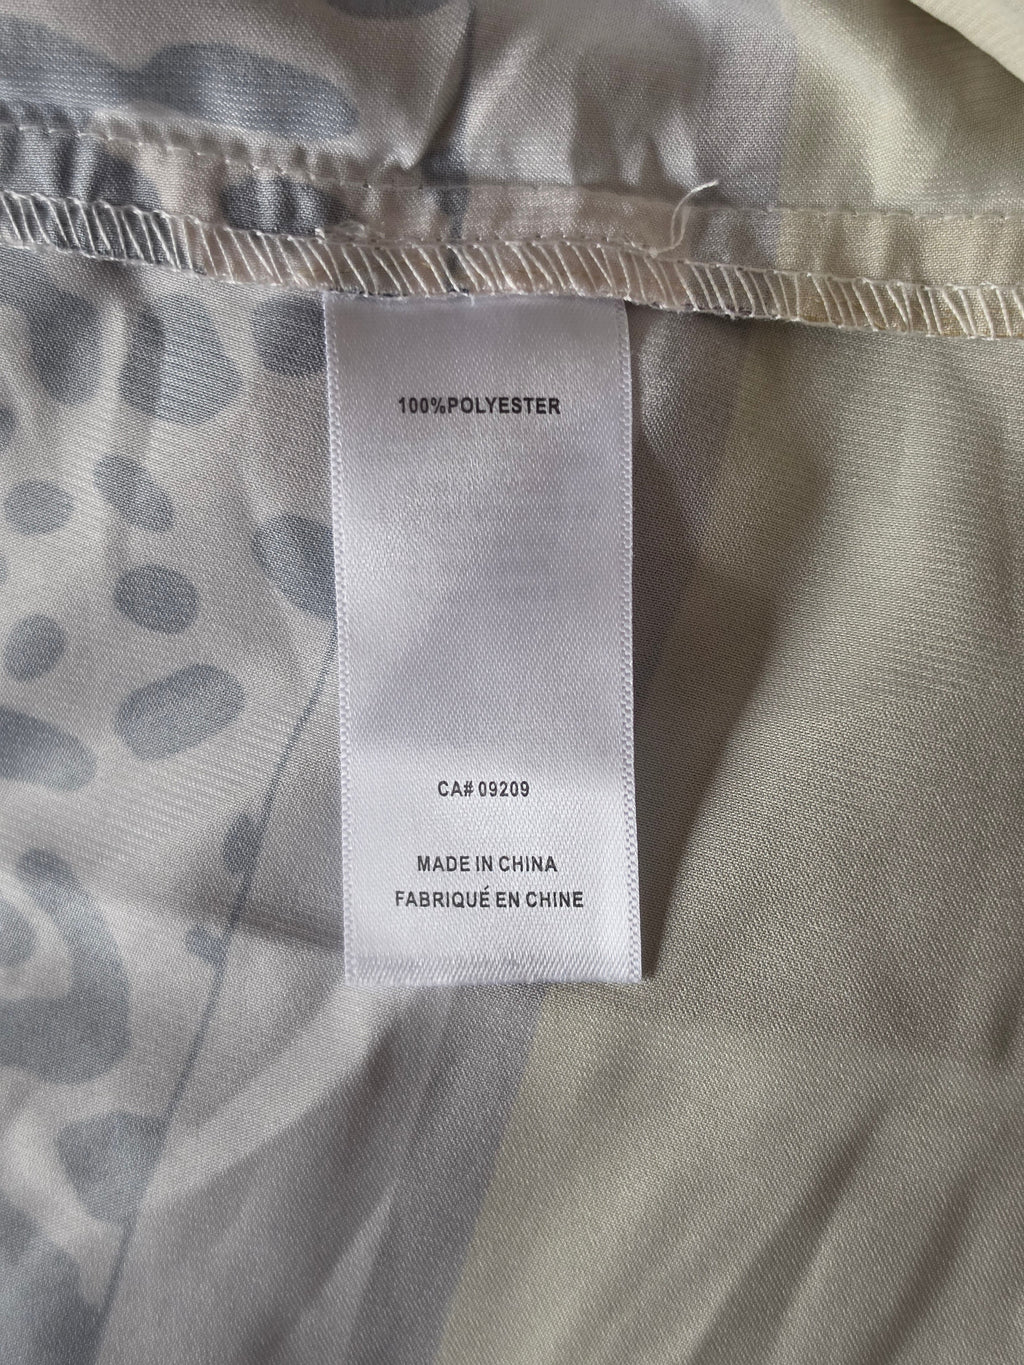 100%POLYESTER
CA# 09209
MADE IN CHINA
FABRIQUÉ EN CHINE